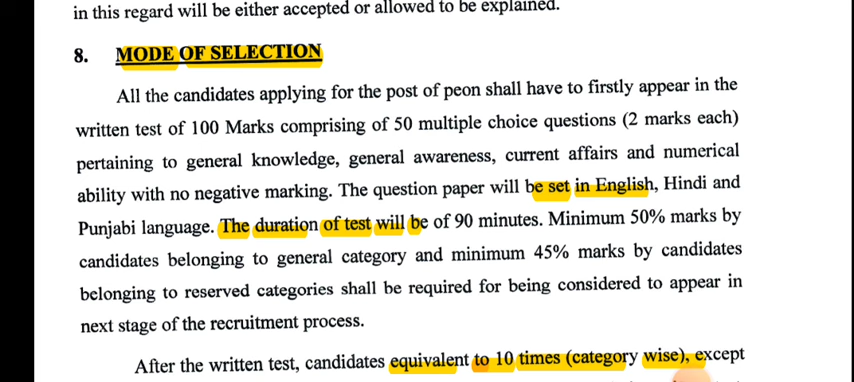 in this regard will be either accepted or allowed to be explained.
8. MODE OF SELECTION
All the candidates applying for the post of peon shall have to firstly appear in the
written test of 100 Marks comprising of 50 multiple choice questions (2 marks each)
pertaining to general knowledge, general awareness, current affairs and numerical
ability with no negative marking. The question paper will be set in English, Hindi and
Punjabi language. The duration of test will be of 90 minutes. Minimum 50% marks by
candidates belonging to general category and minimum 45% marks by candidates
belonging to reserved categories shall be required for being considered to appear in
next stage of the recruitment process.
After the written test, candidates equivalent to 10 times (category wise), except